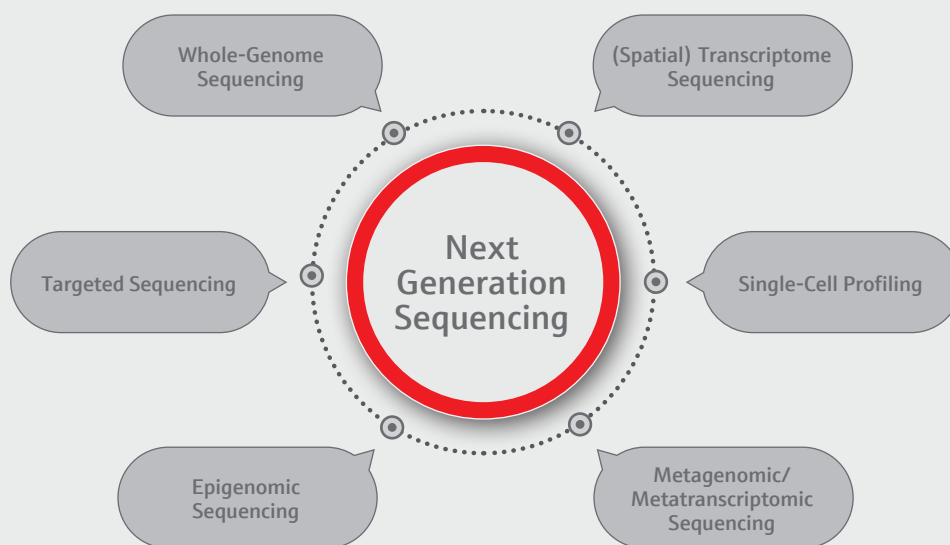 Whole-Genome
Sequencing
(Spatial) Transcriptome
Sequencing
Next
Generation
Sequencing
Targeted Sequencing
Single-Cell Profiling
Epigenomic
Sequencing
Metagenomic/
Metatranscriptomic
Sequencing